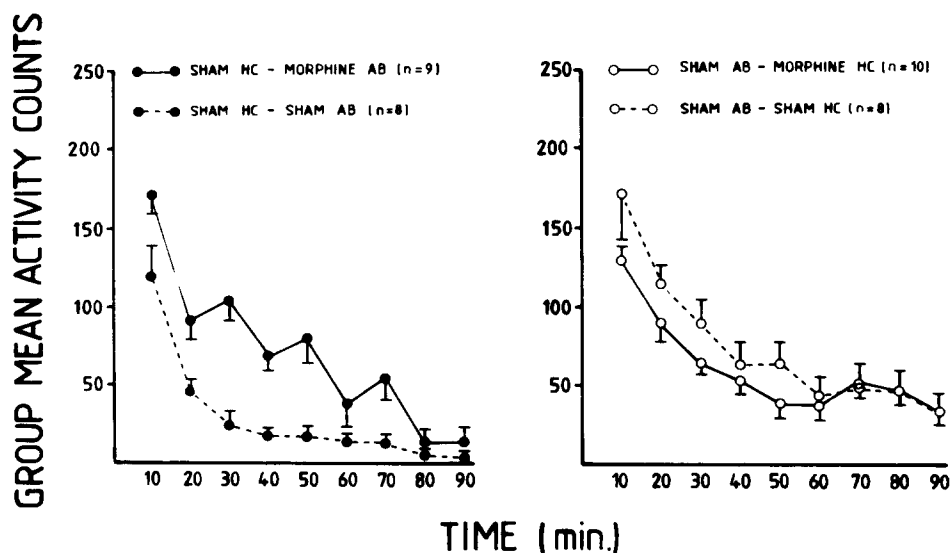 GROUP MEAN ACTIVITY COUNTS
250
200
150
100
50
SHAM HC - MORPHINE AB (n=9)
SHAM HC - SHAM AB (n=8)
10 20 30 40 50 60 70 80 90
250
200
150
100
50
SHAM AB - MORPHINE HC (n=10)
SHAM AB - SHAM HC (n=8)
10 20 30 40 50 60 70 80 90
TIME (min.)